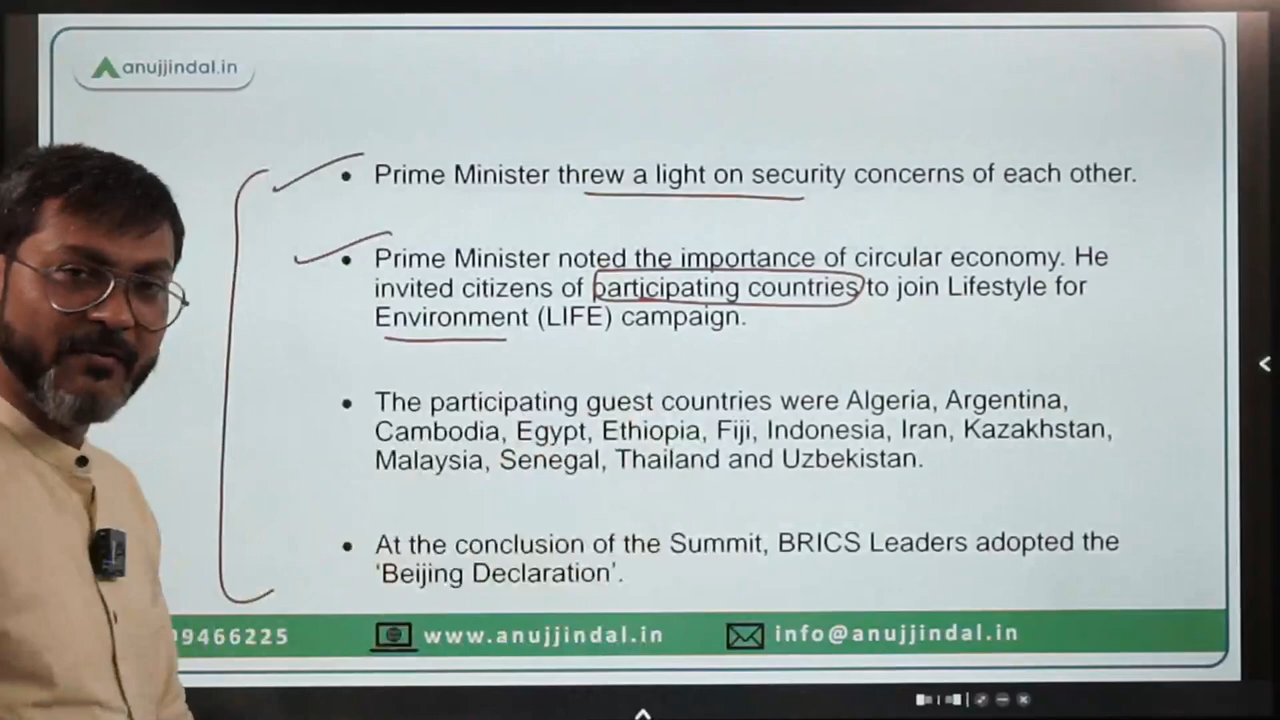 anujjindal.in
• Prime Minister threw a light on security concerns of each other.
• Prime Minister noted the importance of circular economy. He
invited citizens of participating countries to join Lifestyle for
Environment (LIFE) campaign.
• The participating guest countries were Algeria, Argentina,
Cambodia, Egypt, Ethiopia, Fiji, Indonesia, Iran, Kazakhstan,
Malaysia, Senegal, Thailand and Uzbekistan.
• At the conclusion of the Summit, BRICS Leaders adopted the
‘Beijing Declaration’.
9466225 www.anujjindal.in info@anujjindal.in